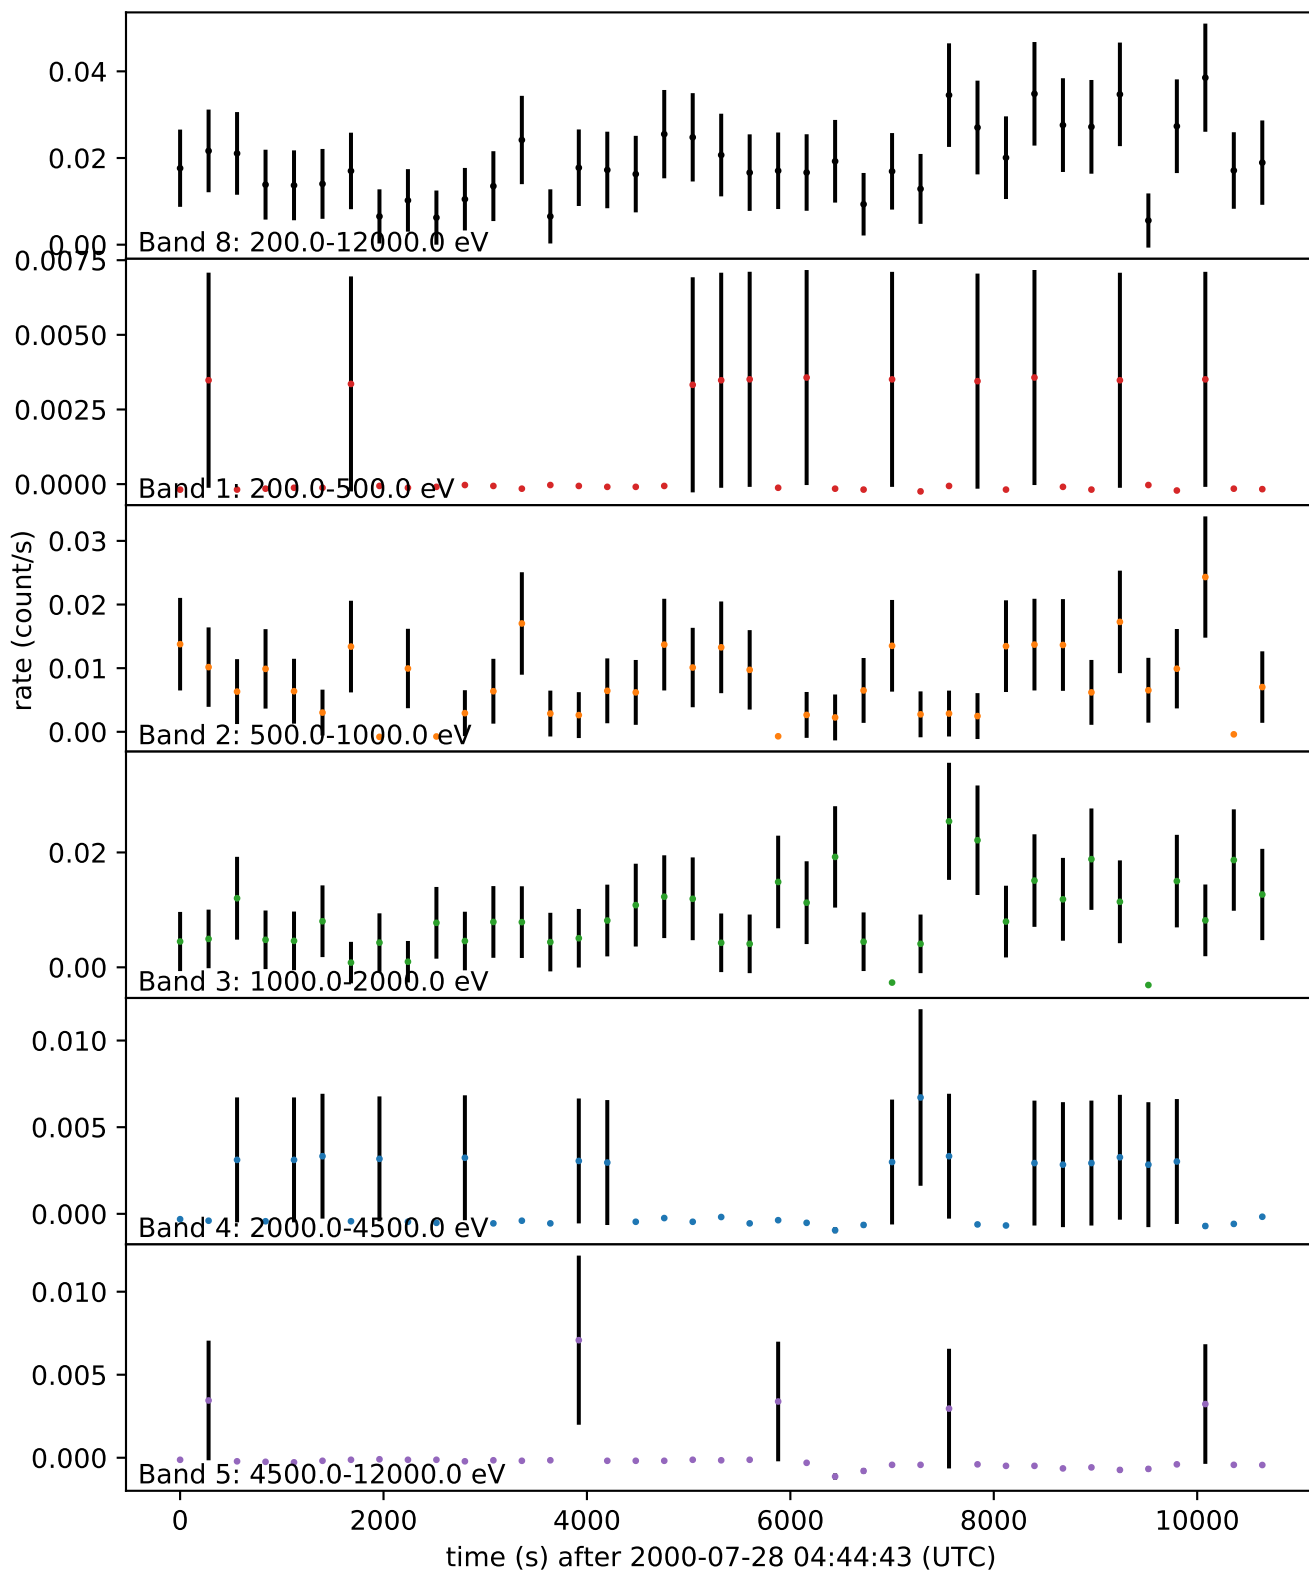 0.04
0.02
0.00
Band 8: 200.0-12000.0 eV
0.0075
0.0050
0.0025
0.0000
Band 1: 200.0-500.0 eV
rate (count/s)
0.03
0.02
0.01
0.00
Band 2: 500.0-1000.0 eV
0.02
0.00
Band 3: 1000.0-2000.0 eV
0.010
0.005
0.000
Band 4: 2000.0-4500.0 eV
0.010
0.005
0.000
Band 5: 4500.0-12000.0 eV
0 2000 4000 6000 8000 10000
time (s) after 2000-07-28 04:44:43 (UTC)